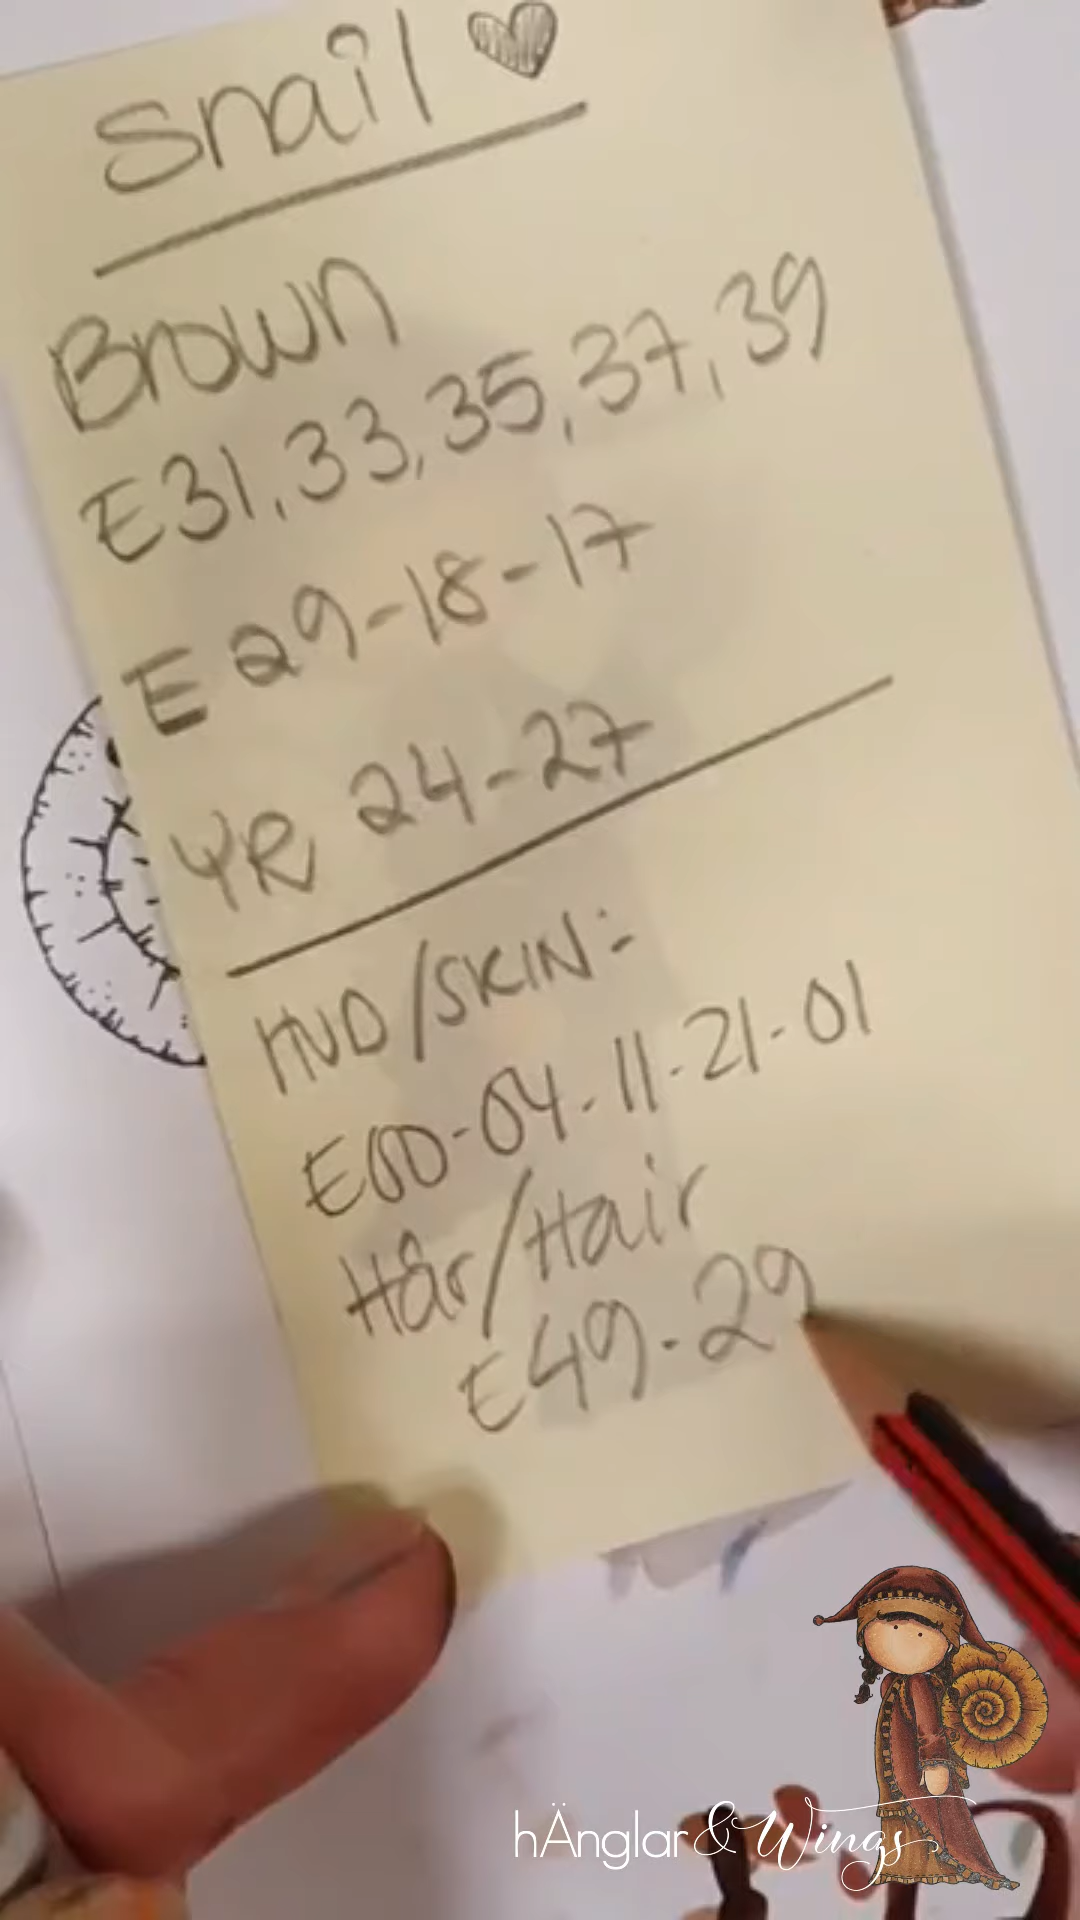 Snail ♥
Brown
E31, 33, 35, 37, 39
E 29-18-17
YR 24-27
HUD/SKIN:
E00-04-11-21-01
Hår/Hair
E49-29
hÄnglar & Wings